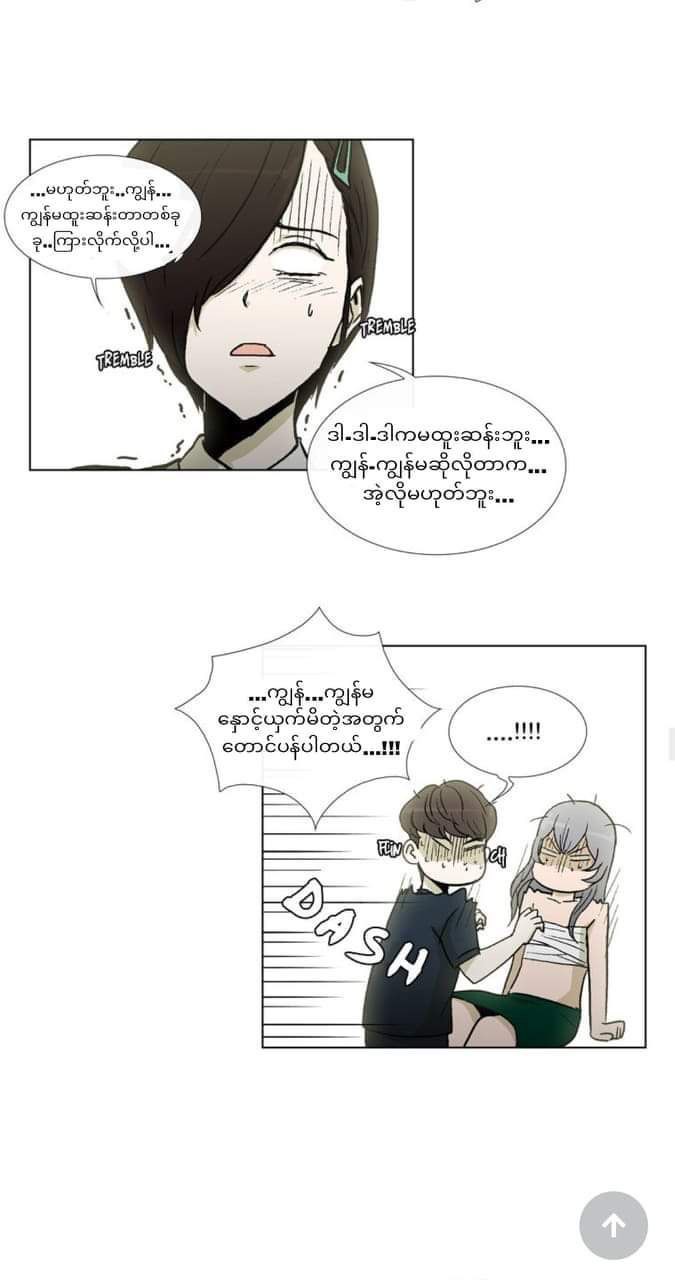 ...မဟုတ်ဘူး..ကျွန်...
ကျွန်မထူးဆန်းတာတစ်ခု
ခု..ကြားလိုက်လို့ပါ...
TREMBLE
TREMBLE
ဒါ-ဒါ-ဒါကမထူးဆန်းဘူး...
ကျွန်-ကျွန်မဆိုလိုတာက...
အဲ့လိုမဟုတ်ဘူး...
...ကျွန်...ကျွန်မ
နှောင့်ယှက်မိတဲ့အတွက်
တောင်ပန်ပါတယ်...!!!
....!!!!
FLIN
CH
DASH